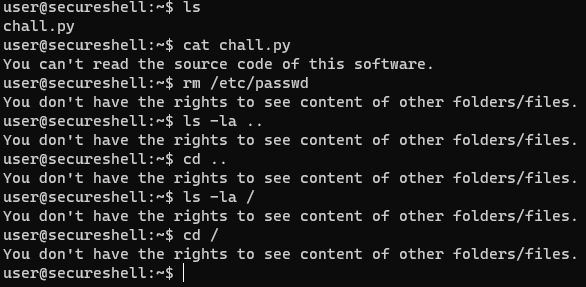 user@secureshell:~$ ls
chall.py
user@secureshell:~$ cat chall.py
You can't read the source code of this software.
user@secureshell:~$ rm /etc/passwd
You don't have the rights to see content of other folders/files.
user@secureshell:~$ ls -la ..
You don't have the rights to see content of other folders/files.
user@secureshell:~$ cd ..
You don't have the rights to see content of other folders/files.
user@secureshell:~$ ls -la /
You don't have the rights to see content of other folders/files.
user@secureshell:~$ cd /
You don't have the rights to see content of other folders/files.
user@secureshell:~$